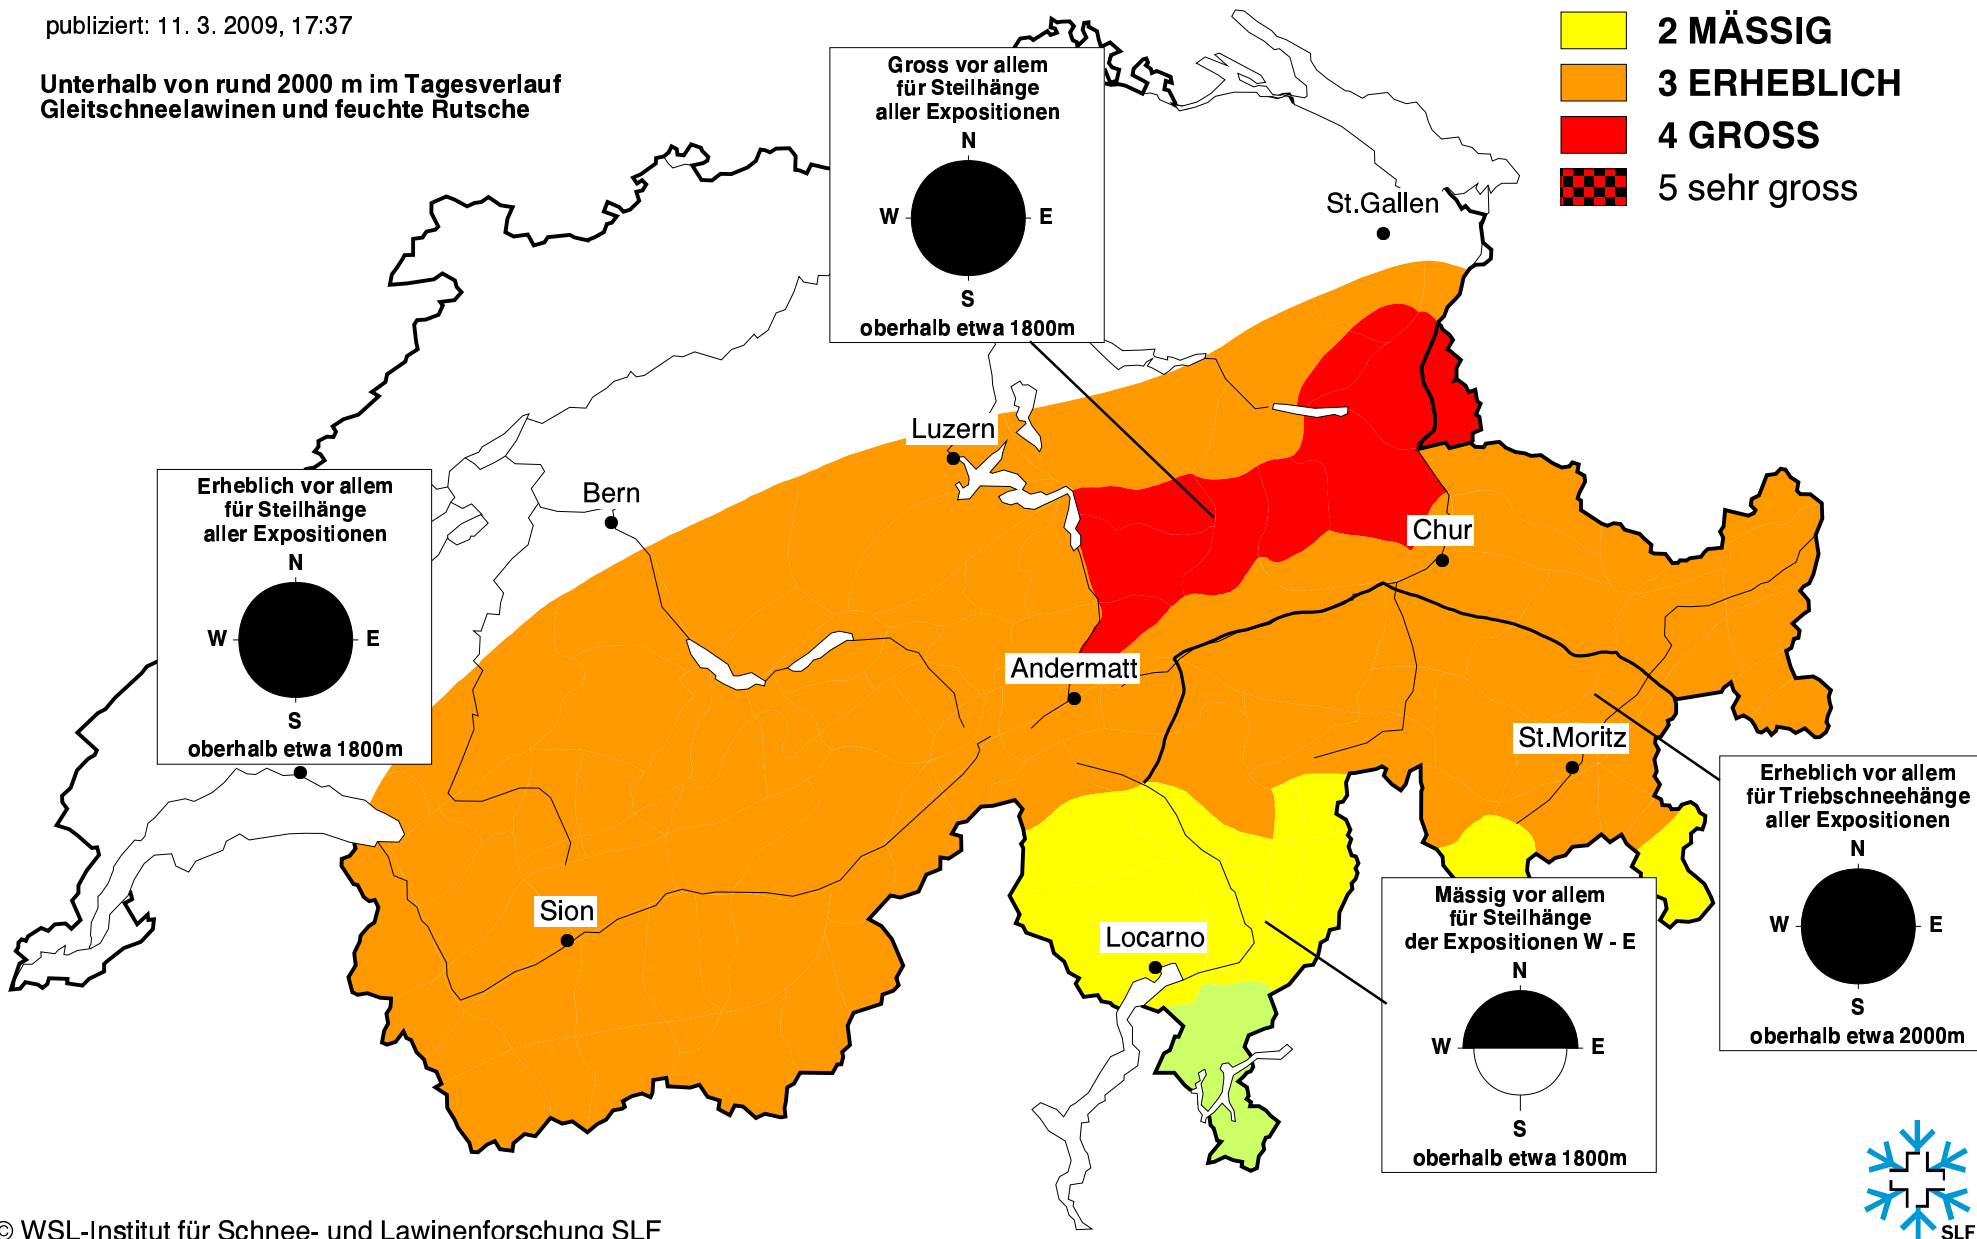 publiziert: 11. 3. 2009, 17:37
Unterhalb von rund 2000 m im Tagesverlauf
Gleitschneelawinen und feuchte Rutsche
2 MÄSSIG
3 ERHEBLICH
4 GROSS
5 sehr gross
Gross vor allem
für Steilhänge
aller Expositionen
N
W E
S
oberhalb etwa 1800m
St.Gallen
Luzern
Bern
Erheblich vor allem
für Steilhänge
aller Expositionen
N
W E
S
oberhalb etwa 1800m
Chur
Andermatt
St.Moritz
Sion
Locarno
Erheblich vor allem
für Triebschneehänge
aller Expositionen
N
W E
S
oberhalb etwa 2000m
Mässig vor allem
für Steilhänge
der Expositionen W - E
N
W E
S
oberhalb etwa 1800m
© WSL-Institut für Schnee- und Lawinenforschung SLF
SLF